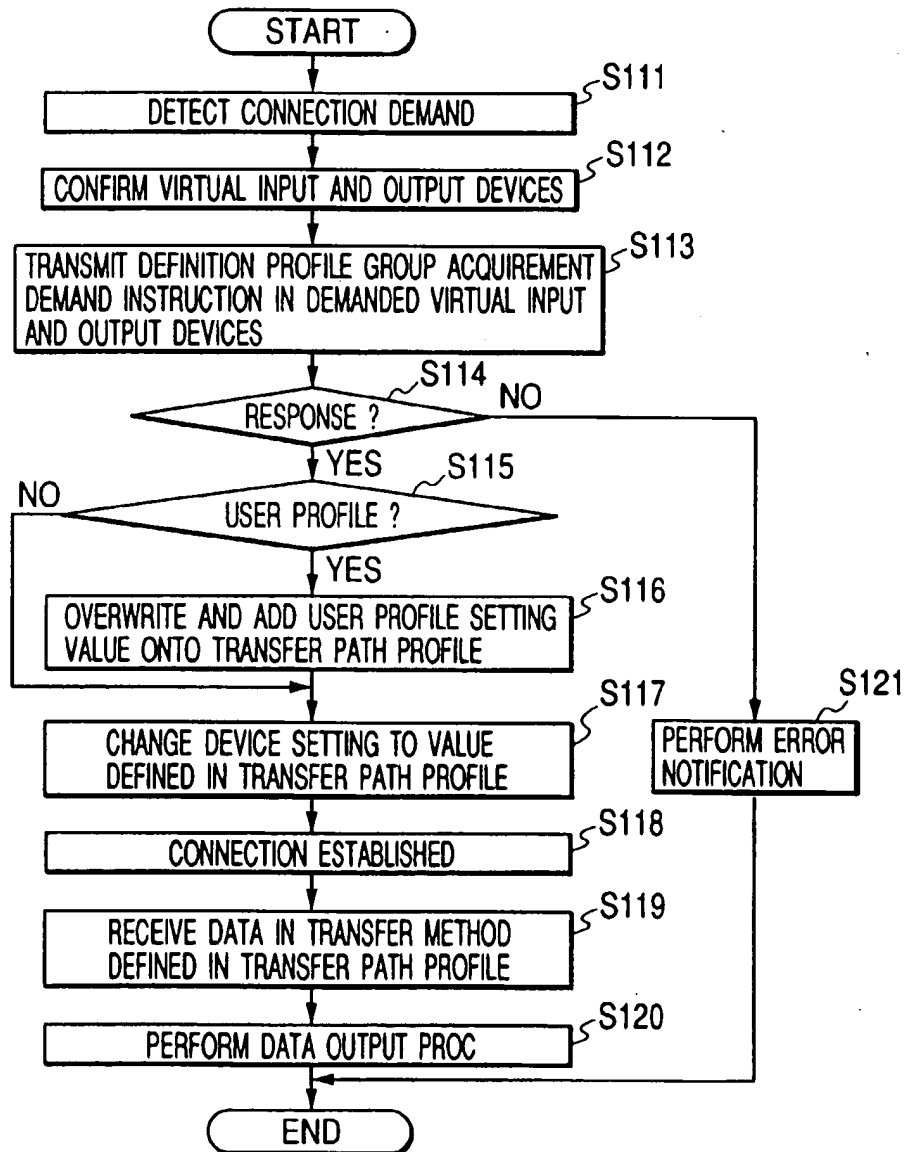 START
S111
DETECT CONNECTION DEMAND
S112
CONFIRM VIRTUAL INPUT AND OUTPUT DEVICES
S113
TRANSMIT DEFINITION PROFILE GROUP ACQUIREMENT
DEMAND INSTRUCTION IN DEMANDED VIRTUAL INPUT
AND OUTPUT DEVICES
S114
RESPONSE ?
NO
YES
S115
NO
USER PROFILE ?
YES
S116
OVERWRITE AND ADD USER PROFILE SETTING
VALUE ONTO TRANSFER PATH PROFILE
S117
CHANGE DEVICE SETTING TO VALUE
DEFINED IN TRANSFER PATH PROFILE
S121
PERFORM ERROR
NOTIFICATION
S118
CONNECTION ESTABLISHED
S119
RECEIVE DATA IN TRANSFER METHOD
DEFINED IN TRANSFER PATH PROFILE
S120
PERFORM DATA OUTPUT PROC
END